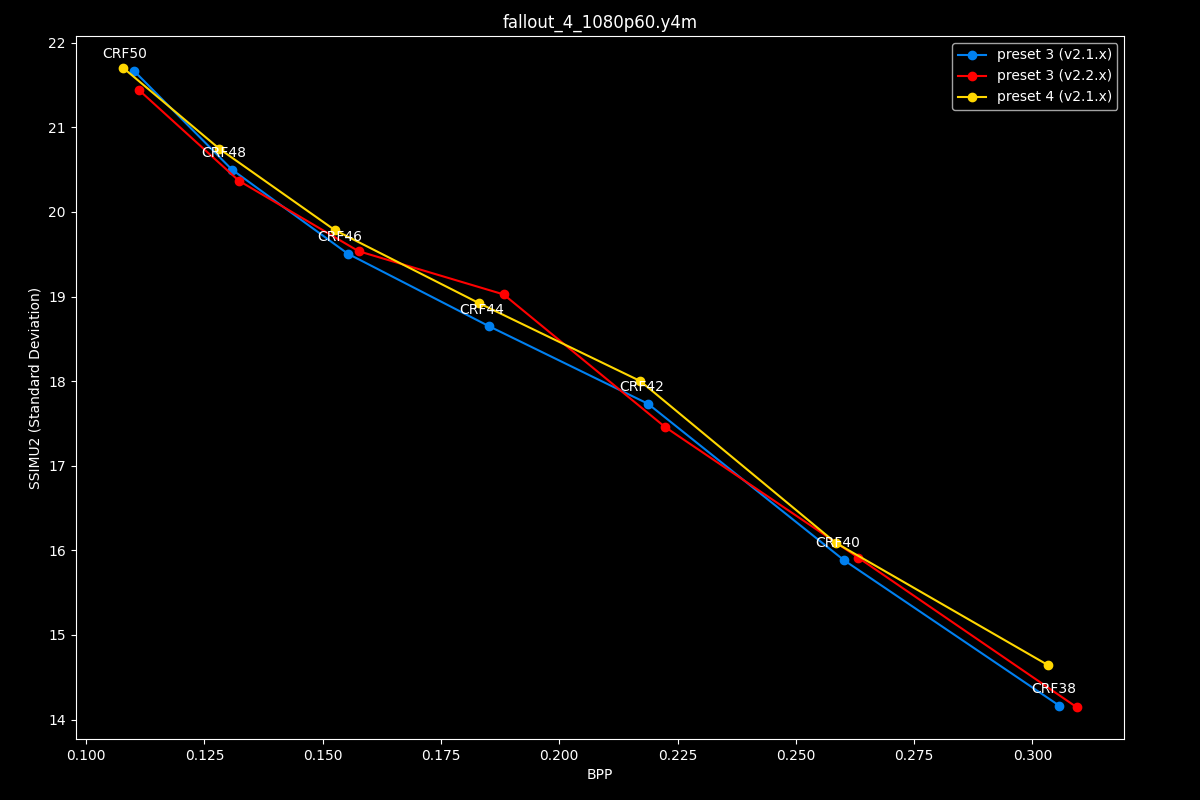 fallout_4_1080p60.y4m
preset 3 (v2.1.x)
preset 3 (v2.2.x)
preset 4 (v2.1.x)
SSIMU2 (Standard Deviation)
22
21
20
19
18
17
16
15
14
CRF50
CRF48
CRF46
CRF44
CRF42
CRF40
CRF38
0.100
0.125
0.150
0.175
0.200
0.225
0.250
0.275
0.300
BPP